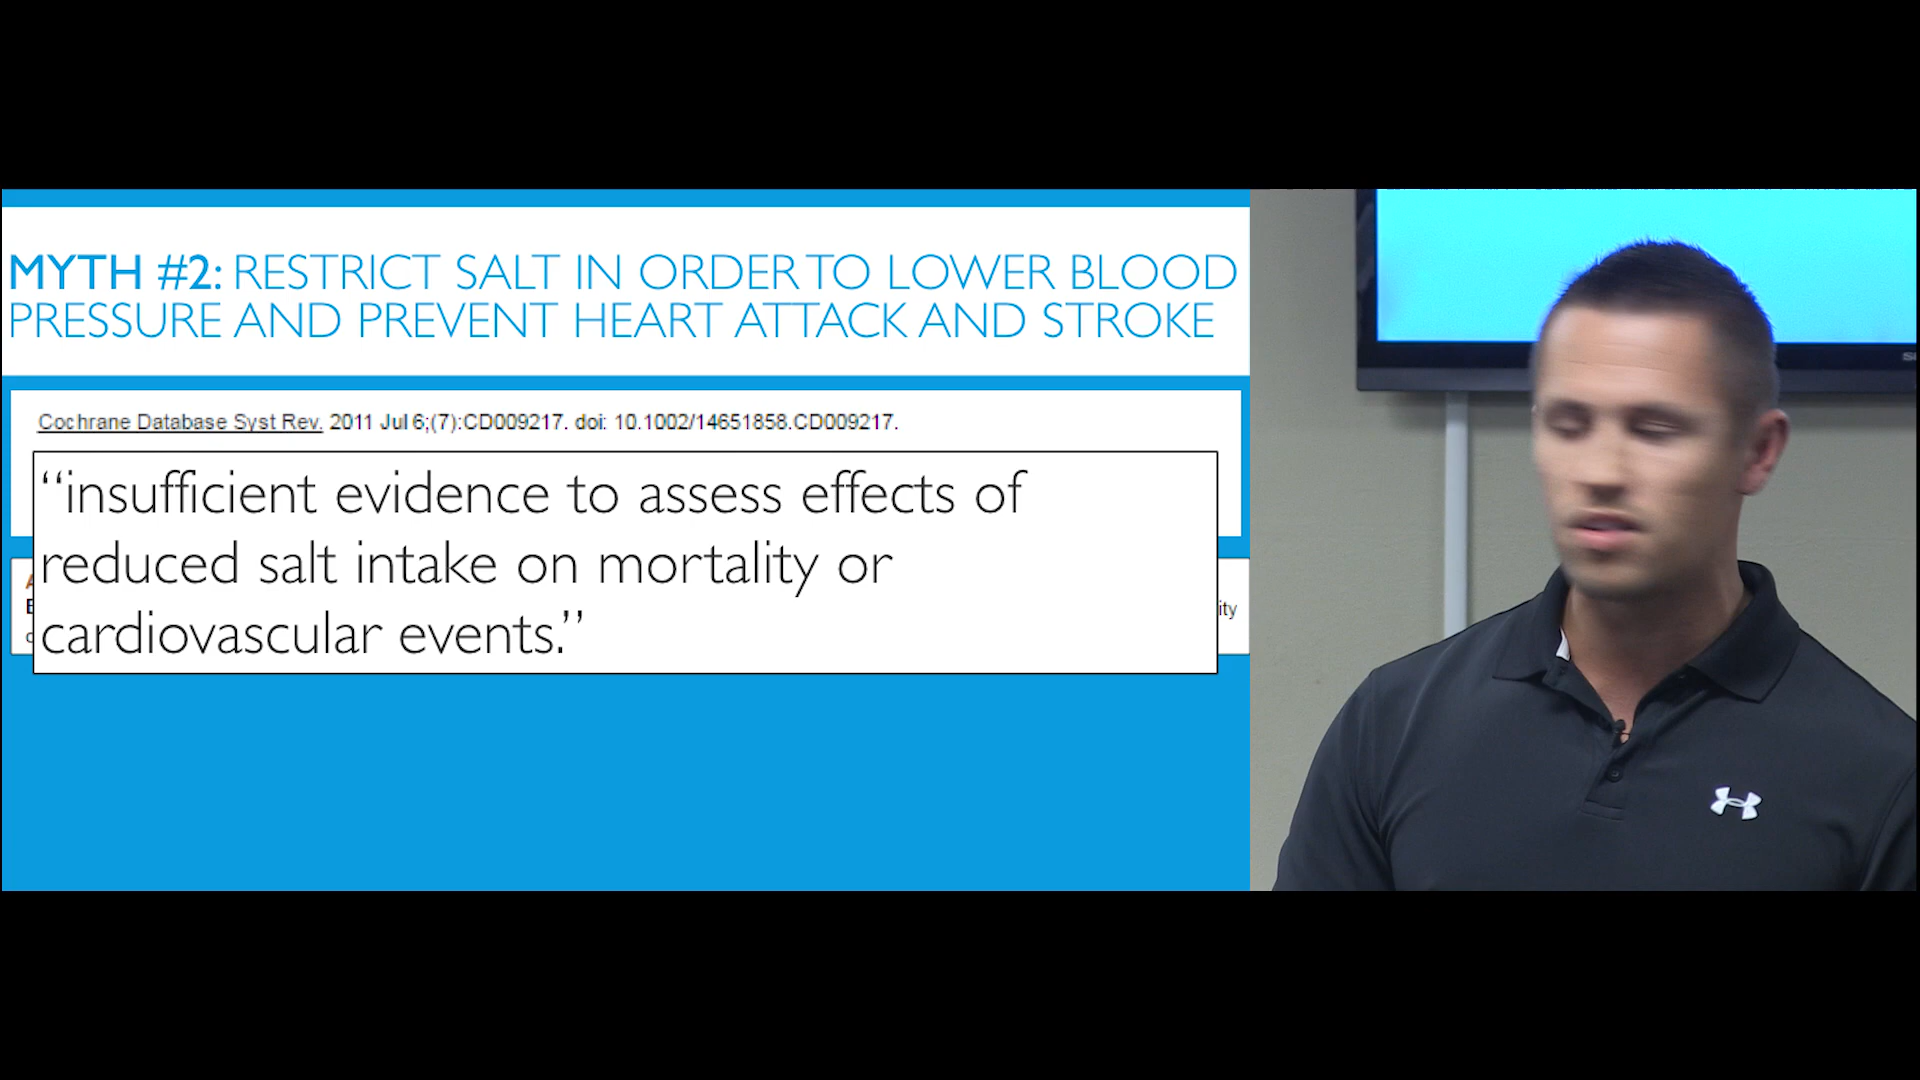 MYTH #2: RESTRICT SALT IN ORDER TO LOWER BLOOD
PRESSURE AND PREVENT HEART ATTACK AND STROKE
Cochrane Database Syst Rev. 2011 Jul 6;(7):CD009217. doi: 10.1002/14651858.CD009217.
“insufficient evidence to assess effects of
reduced salt intake on mortality or
cardiovascular events.”
ity